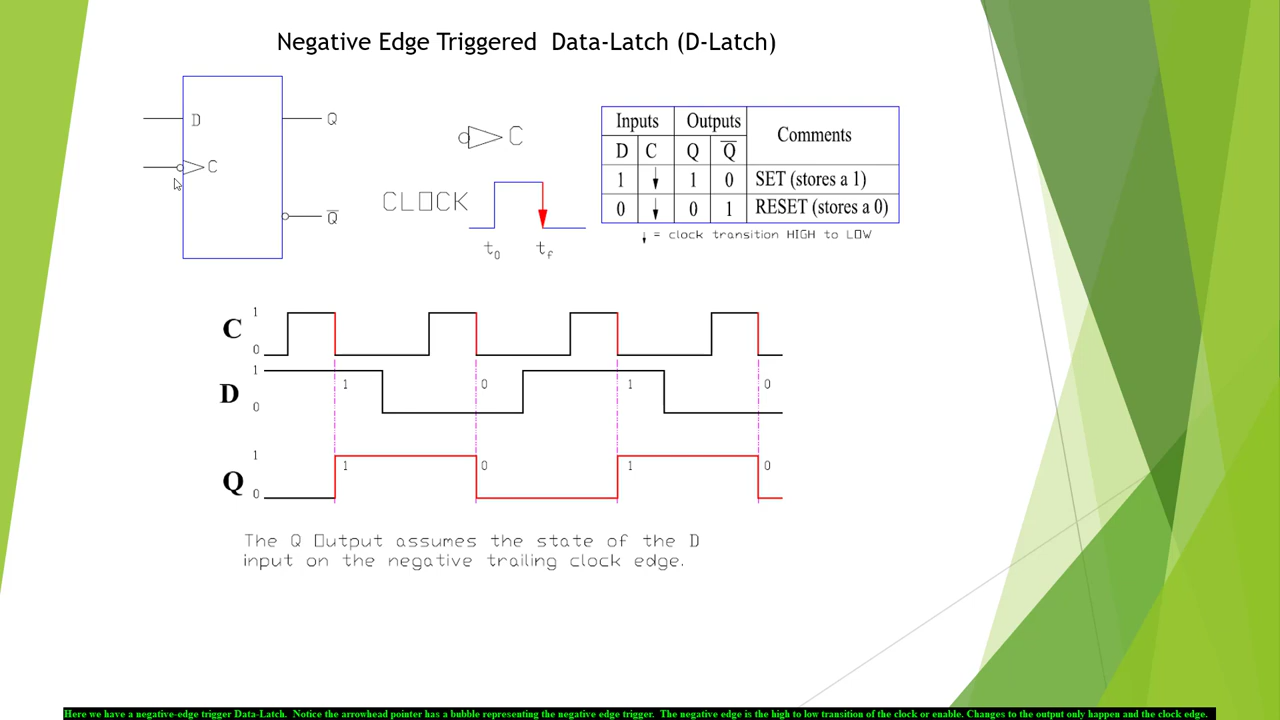 Negative Edge Triggered Data-Latch (D-Latch)
D Q
C
Q
C
CLOCK
t0 tf
Inputs Outputs Comments
D C Q Q
1 ↓ 1 0 SET (stores a 1)
0 ↓ 0 1 RESET (stores a 0)
↓ = clock transition HIGH to LOW
C 1
0
D 1
0
1 0 1 0
Q 1
0
1 0 1 0
The Q Output assumes the state of the D
input on the negative trailing clock edge.
Here we have a negative-edge trigger Data-Latch. Notice the arrowhead pointer has a bubble representing the negative edge trigger. The negative edge is the high to low transition of the clock or enable. Changes to the output only happen and the clock edge.